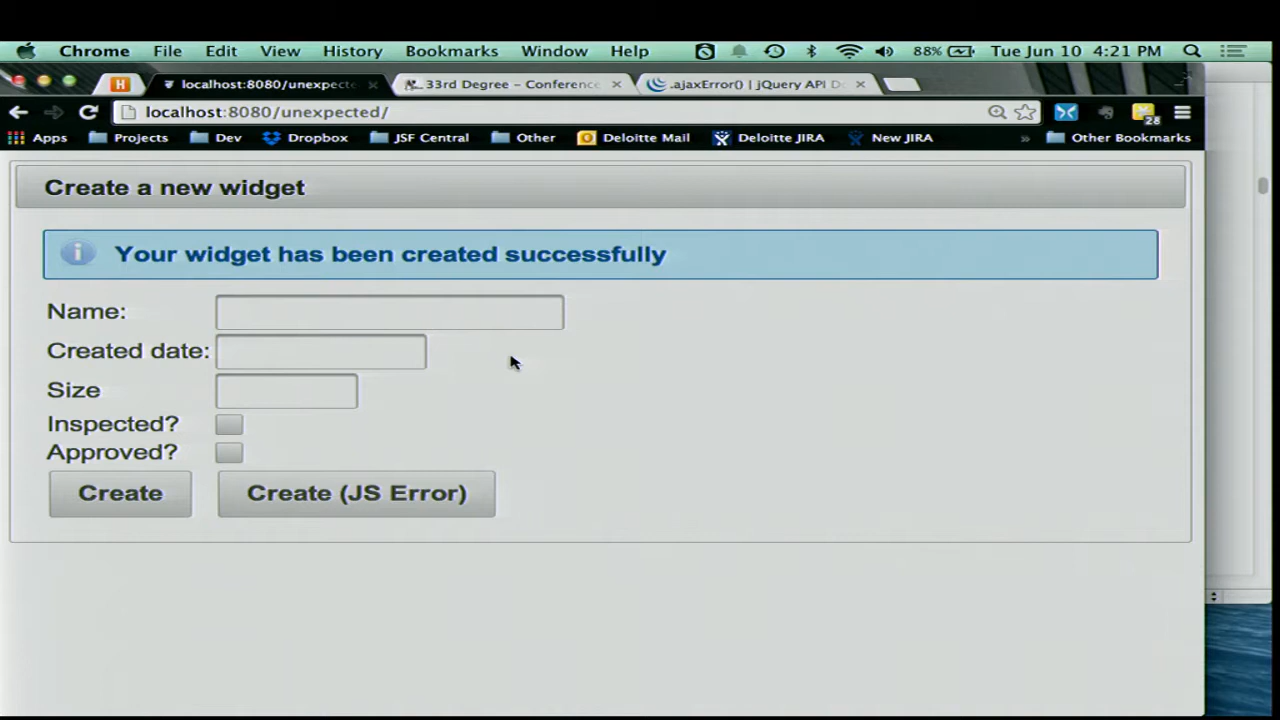 Chrome File Edit View History Bookmarks Window Help 88% Tue Jun 10 4:21 PM
H localhost:8080/unexpecte 33rd Degree – Conference .ajaxError() | jQuery API D
localhost:8080/unexpected/
28
Apps Projects Dev Dropbox JSF Central Other Deloitte Mail Deloitte JIRA New JIRA » Other Bookmarks
Create a new widget
i Your widget has been created successfully
Name:
Created date:
Size
Inspected?
Approved?
Create Create (JS Error)